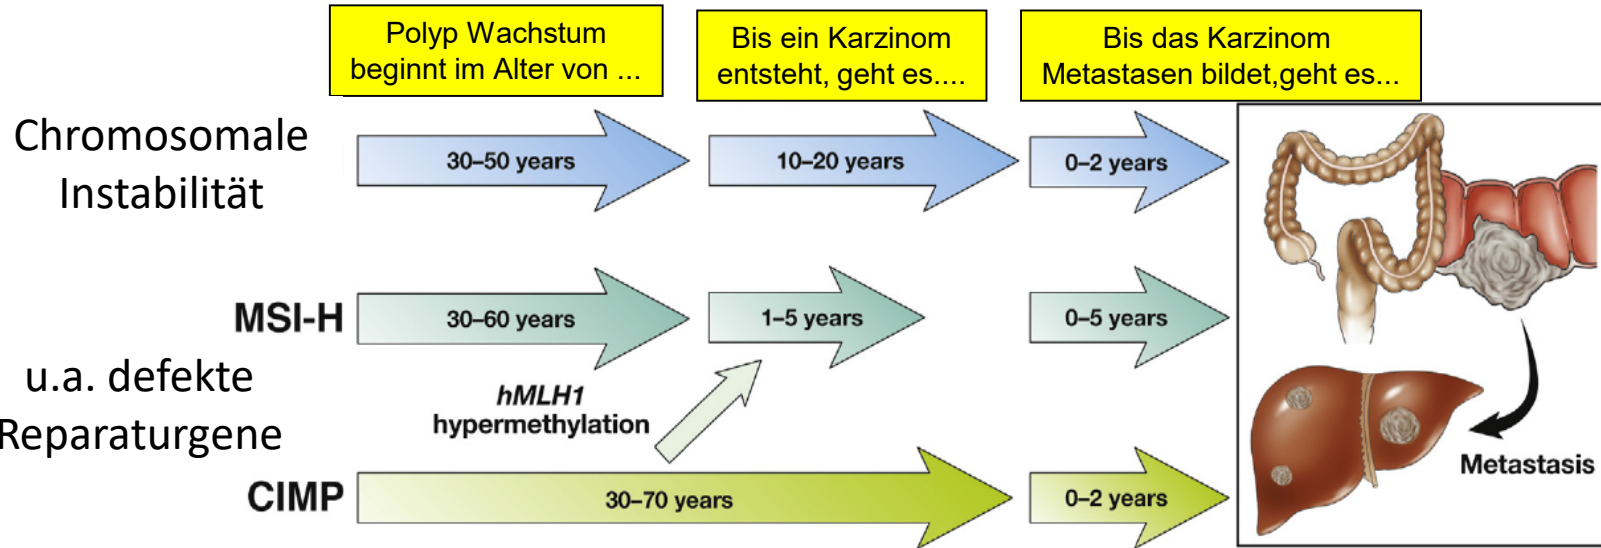 Polyp Wachstum
beginnt im Alter von ...
Bis ein Karzinom
entsteht, geht es....
Bis das Karzinom
Metastasen bildet,geht es...
Chromosomale
Instabilität
30–50 years
10–20 years
0–2 years
MSI-H
30–60 years
1–5 years
0–5 years
u.a. defekte
Reparaturgene
hMLH1
hypermethylation
CIMP
30–70 years
0–2 years
Metastasis